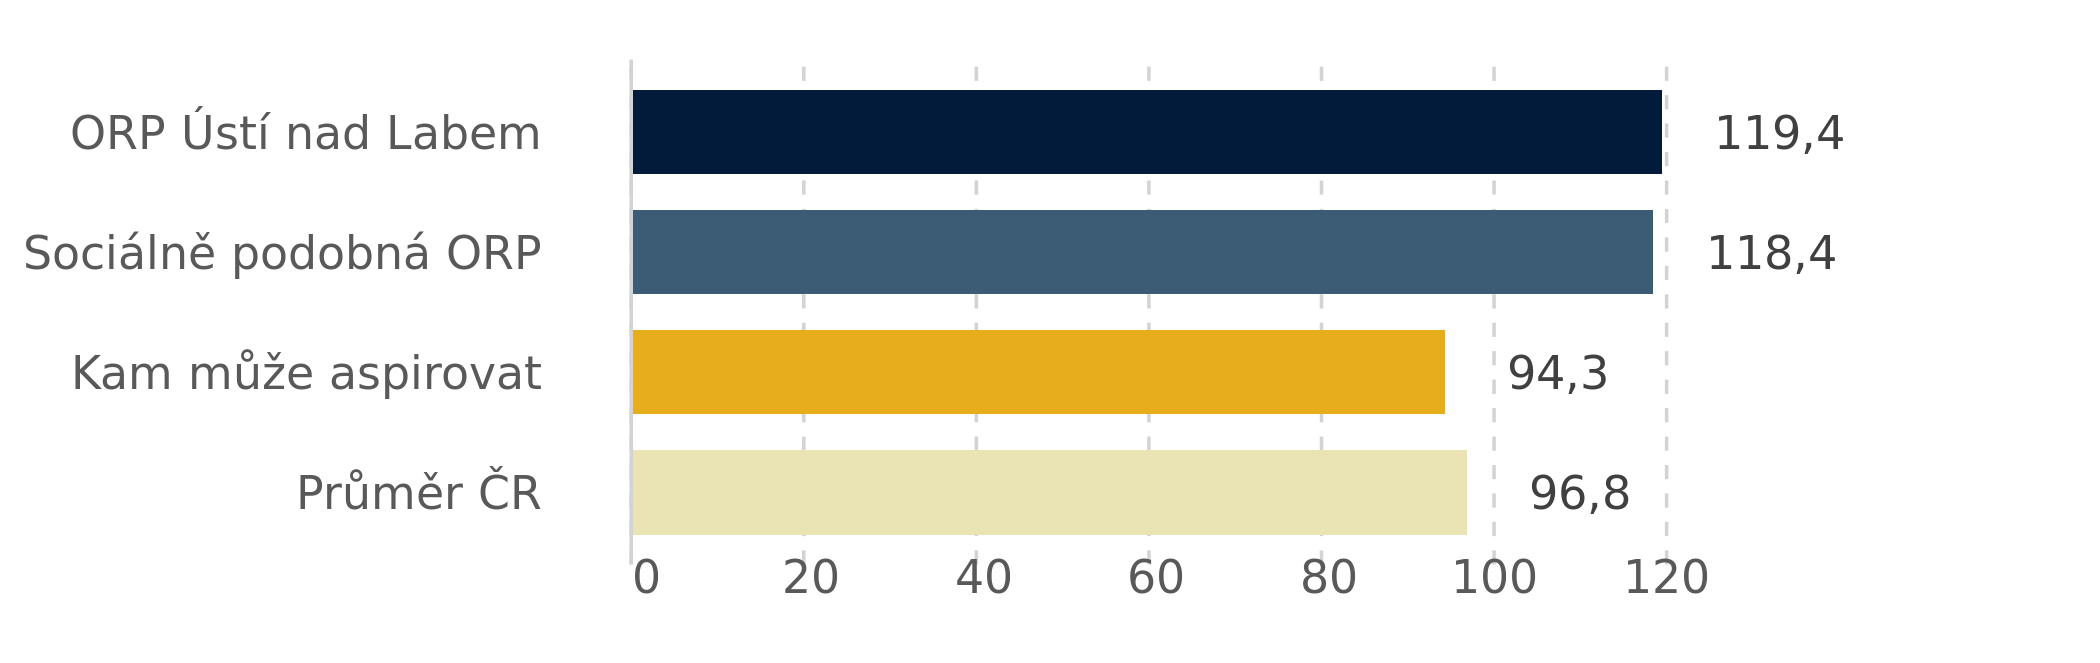 ORP Ústí nad Labem 119,4
Sociálně podobná ORP 118,4
Kam může aspirovat 94,3
Průměr ČR 96,8
0 20 40 60 80 100 120